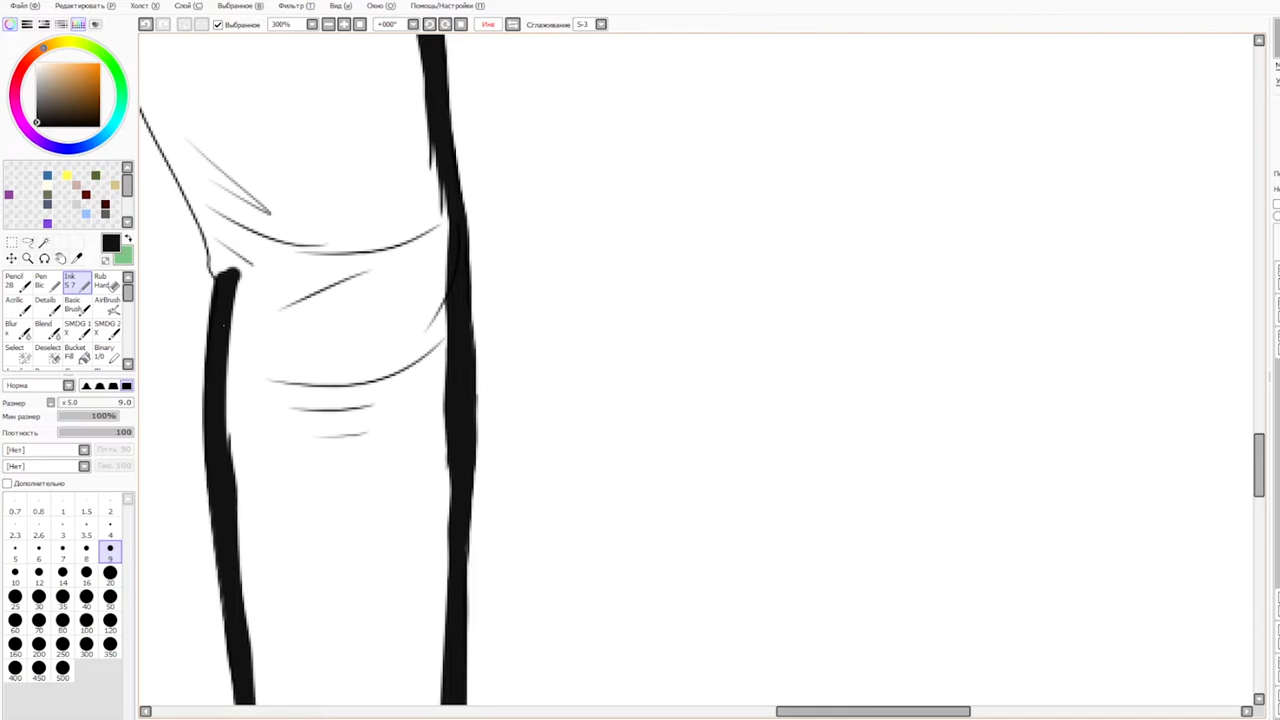 Файл (Ф) Редактировать (Р) Холст (Х) Слой (С) Выбранное (В) Фильтр (Т) Вид (и) Окно (О) Помощь/Настройки (П)
Выбранное 300% +000° Инв Сглаживание S-3
Pencil Pen Ink Rub
2B Bic S 7 Hard
Acrilic Details Basic AirBrush
Brush
Blur Blend SMDG 1 SMDG 2
x X X
Select Deselect Bucket Binary
Fill 1/0
Норма
Размер x 5.0 9.0
Мин размер 100%
Плотность 100
[Нет]
[Нет]
Дополнительно
0.7 0.8 1 1.5 2
2.3 2.6 3 3.5 4
5 6 7 8 9
10 12 14 16 20
25 30 35 40 50
60 70 80 100 120
160 200 250 300 350
400 450 500